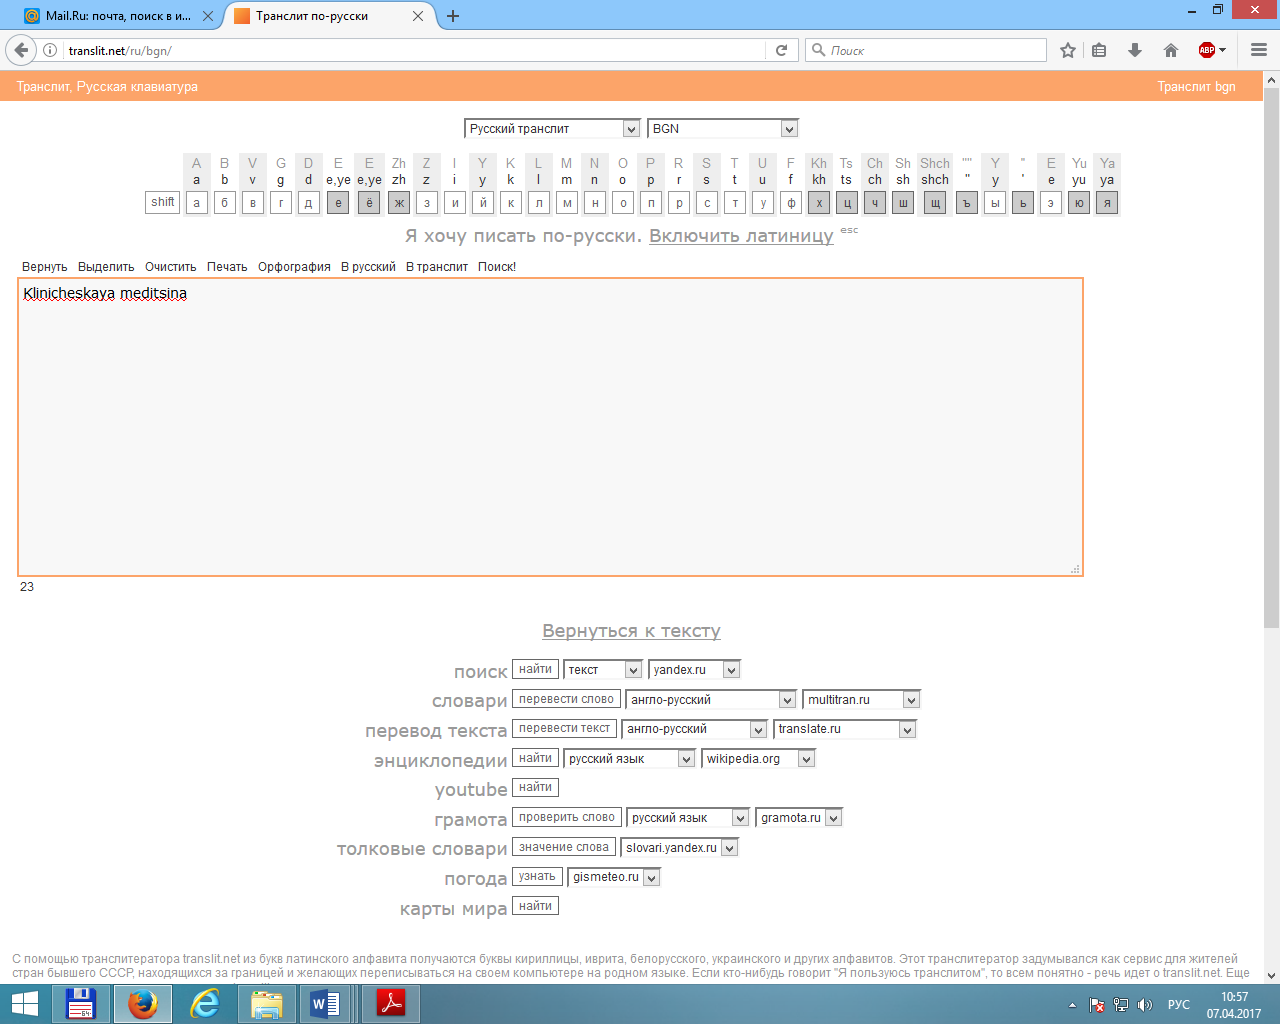 Mail.Ru: почта, поиск в и...
Транслит по-русски
translit.net/ru/bgn/
Поиск
ABP
Транслит, Русская клавиатура
Транслит bgn
Русский транслит
BGN
A B V G D E E Zh Z I Y K L M N O P R S T U F Kh Ts Ch Sh Shch "" Y " E Yu Ya
a b v g d e,ye e,ye zh z i y k l m n o p r s t u f kh ts ch sh shch " y ' e yu ya
shift а б в г д е ё ж з и й к л м н о п р с т у ф х ц ч ш щ ъ ы ь э ю я
Я хочу писать по-русски. Включить латиницу esc
Вернуть Выделить Очистить Печать Орфография В русский В транслит Поиск!
Klinicheskaya meditsina
23
Вернуться к тексту
поиск найти текст yandex.ru
словари перевести слово англо-русский multitran.ru
перевод текста перевести текст англо-русский translate.ru
энциклопедии найти русский язык wikipedia.org
youtube найти
грамота проверить слово русский язык gramota.ru
толковые словари значение слова slovari.yandex.ru
погода узнать gismeteo.ru
карты мира найти
С помощью транслитератора translit.net из букв латинского алфавита получаются буквы кириллицы, иврита, белорусского, украинского и других алфавитов. Этот транслитератор задумывался как сервис для жителей
стран бывшего СССР, находящихся за границей и желающих переписываться на своем компьютере на родном языке. Если кто-нибудь говорит "Я пользуюсь транслитом", то всем понятно - речь идет о translit.net. Еще
64
РУС
10:57
07.04.2017